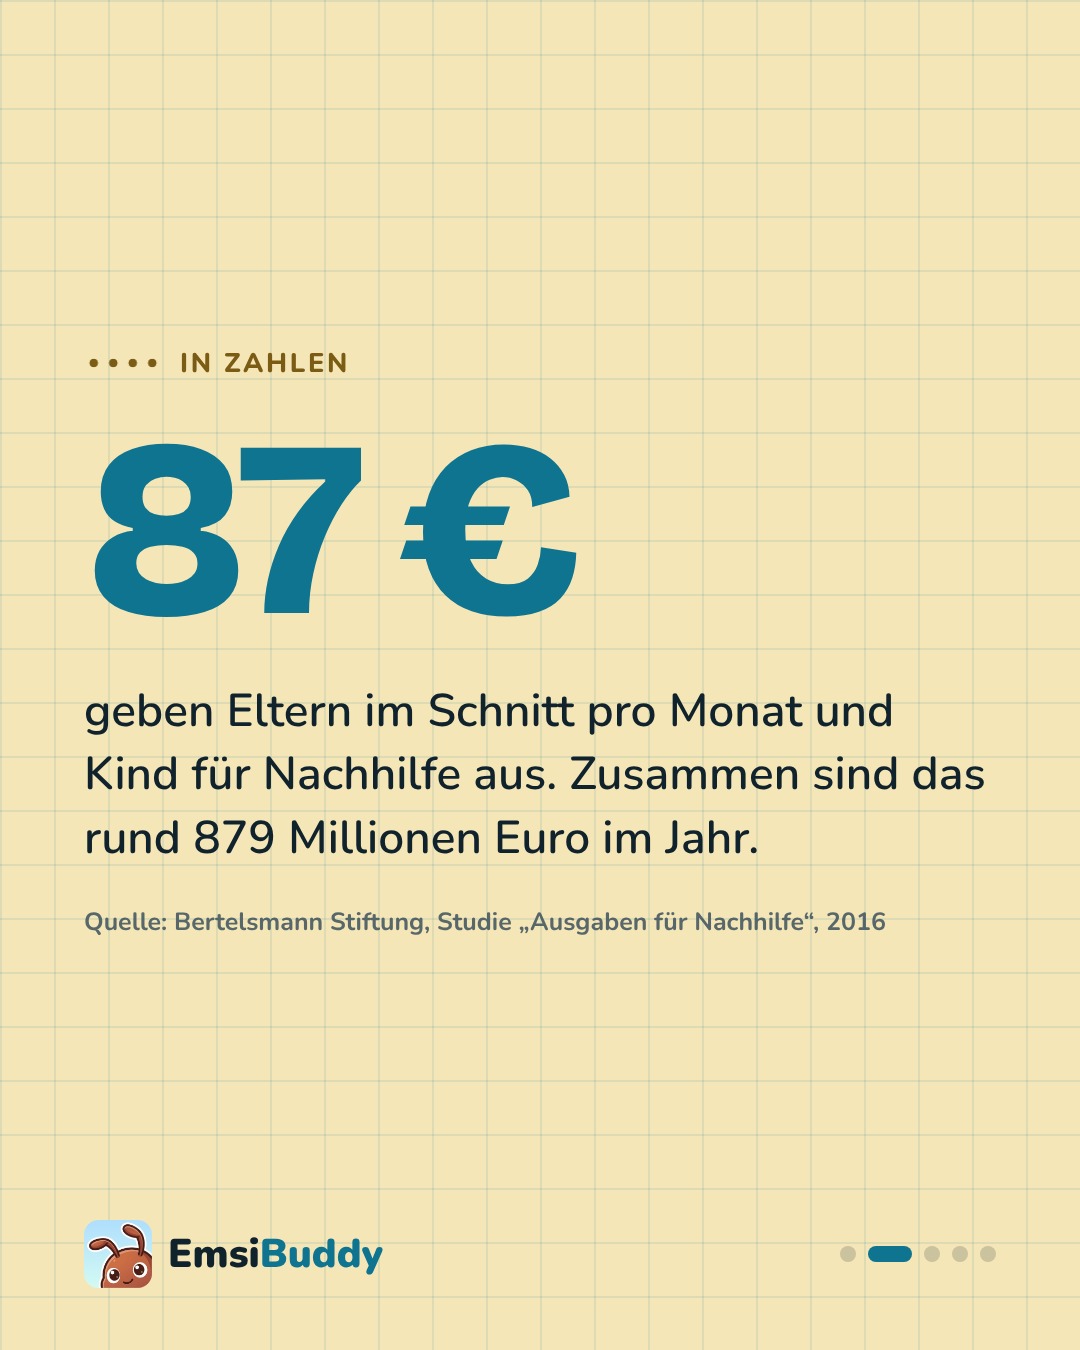 IN ZAHLEN
87 €
geben Eltern im Schnitt pro Monat und
Kind für Nachhilfe aus. Zusammen sind das
rund 879 Millionen Euro im Jahr.
Quelle: Bertelsmann Stiftung, Studie „Ausgaben für Nachhilfe“, 2016
EmsiBuddy